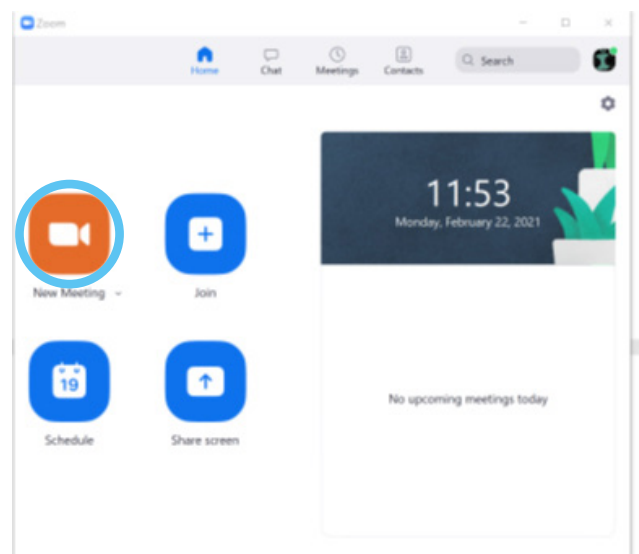 Zoom
Home Chat Meetings Contacts Search
11:53
Monday, February 22, 2021
New Meeting Join
19
Schedule Share screen
No upcoming meetings today